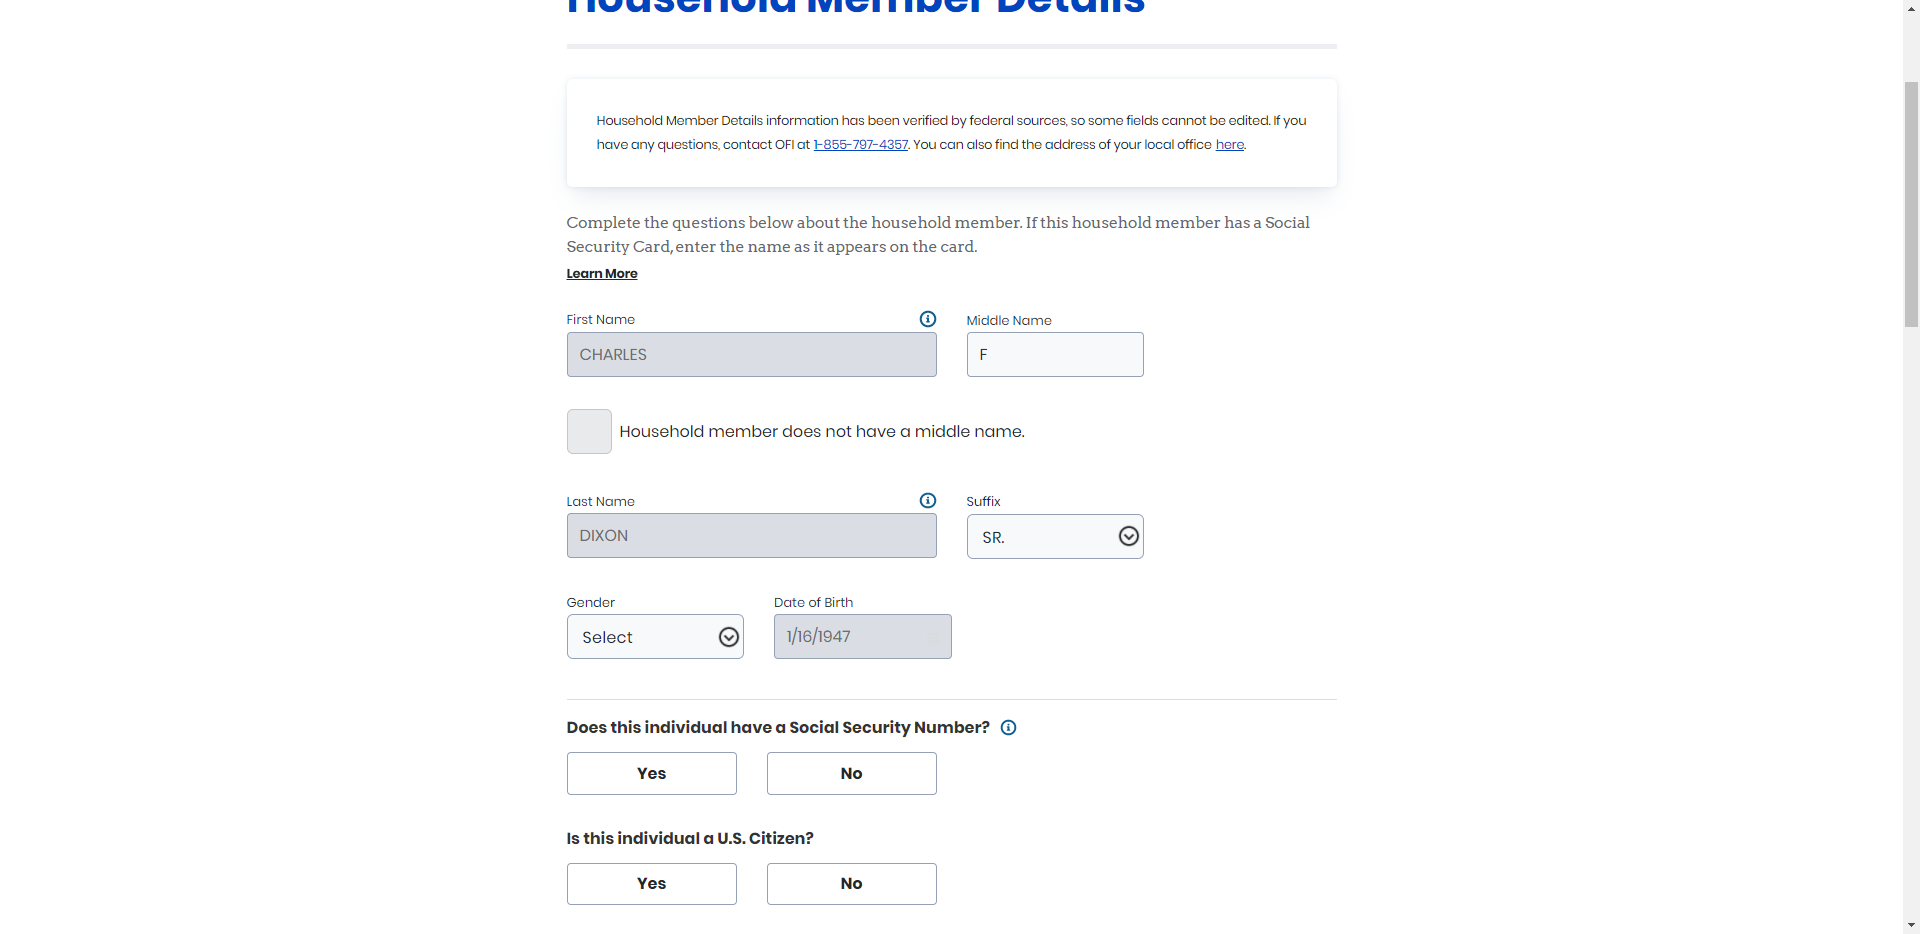 Household Member Details
Household Member Details information has been verified by federal sources, so some fields cannot be edited. If you
have any questions, contact OFI at 1-855-797-4357. You can also find the address of your local office here.
Complete the questions below about the household member. If this household member has a Social
Security Card, enter the name as it appears on the card.
Learn More
First Name
Middle Name
CHARLES
F
Household member does not have a middle name.
Last Name
Suffix
DIXON
SR.
Gender
Date of Birth
Select
1/16/1947
Does this individual have a Social Security Number?
Yes
No
Is this individual a U.S. Citizen?
Yes
No